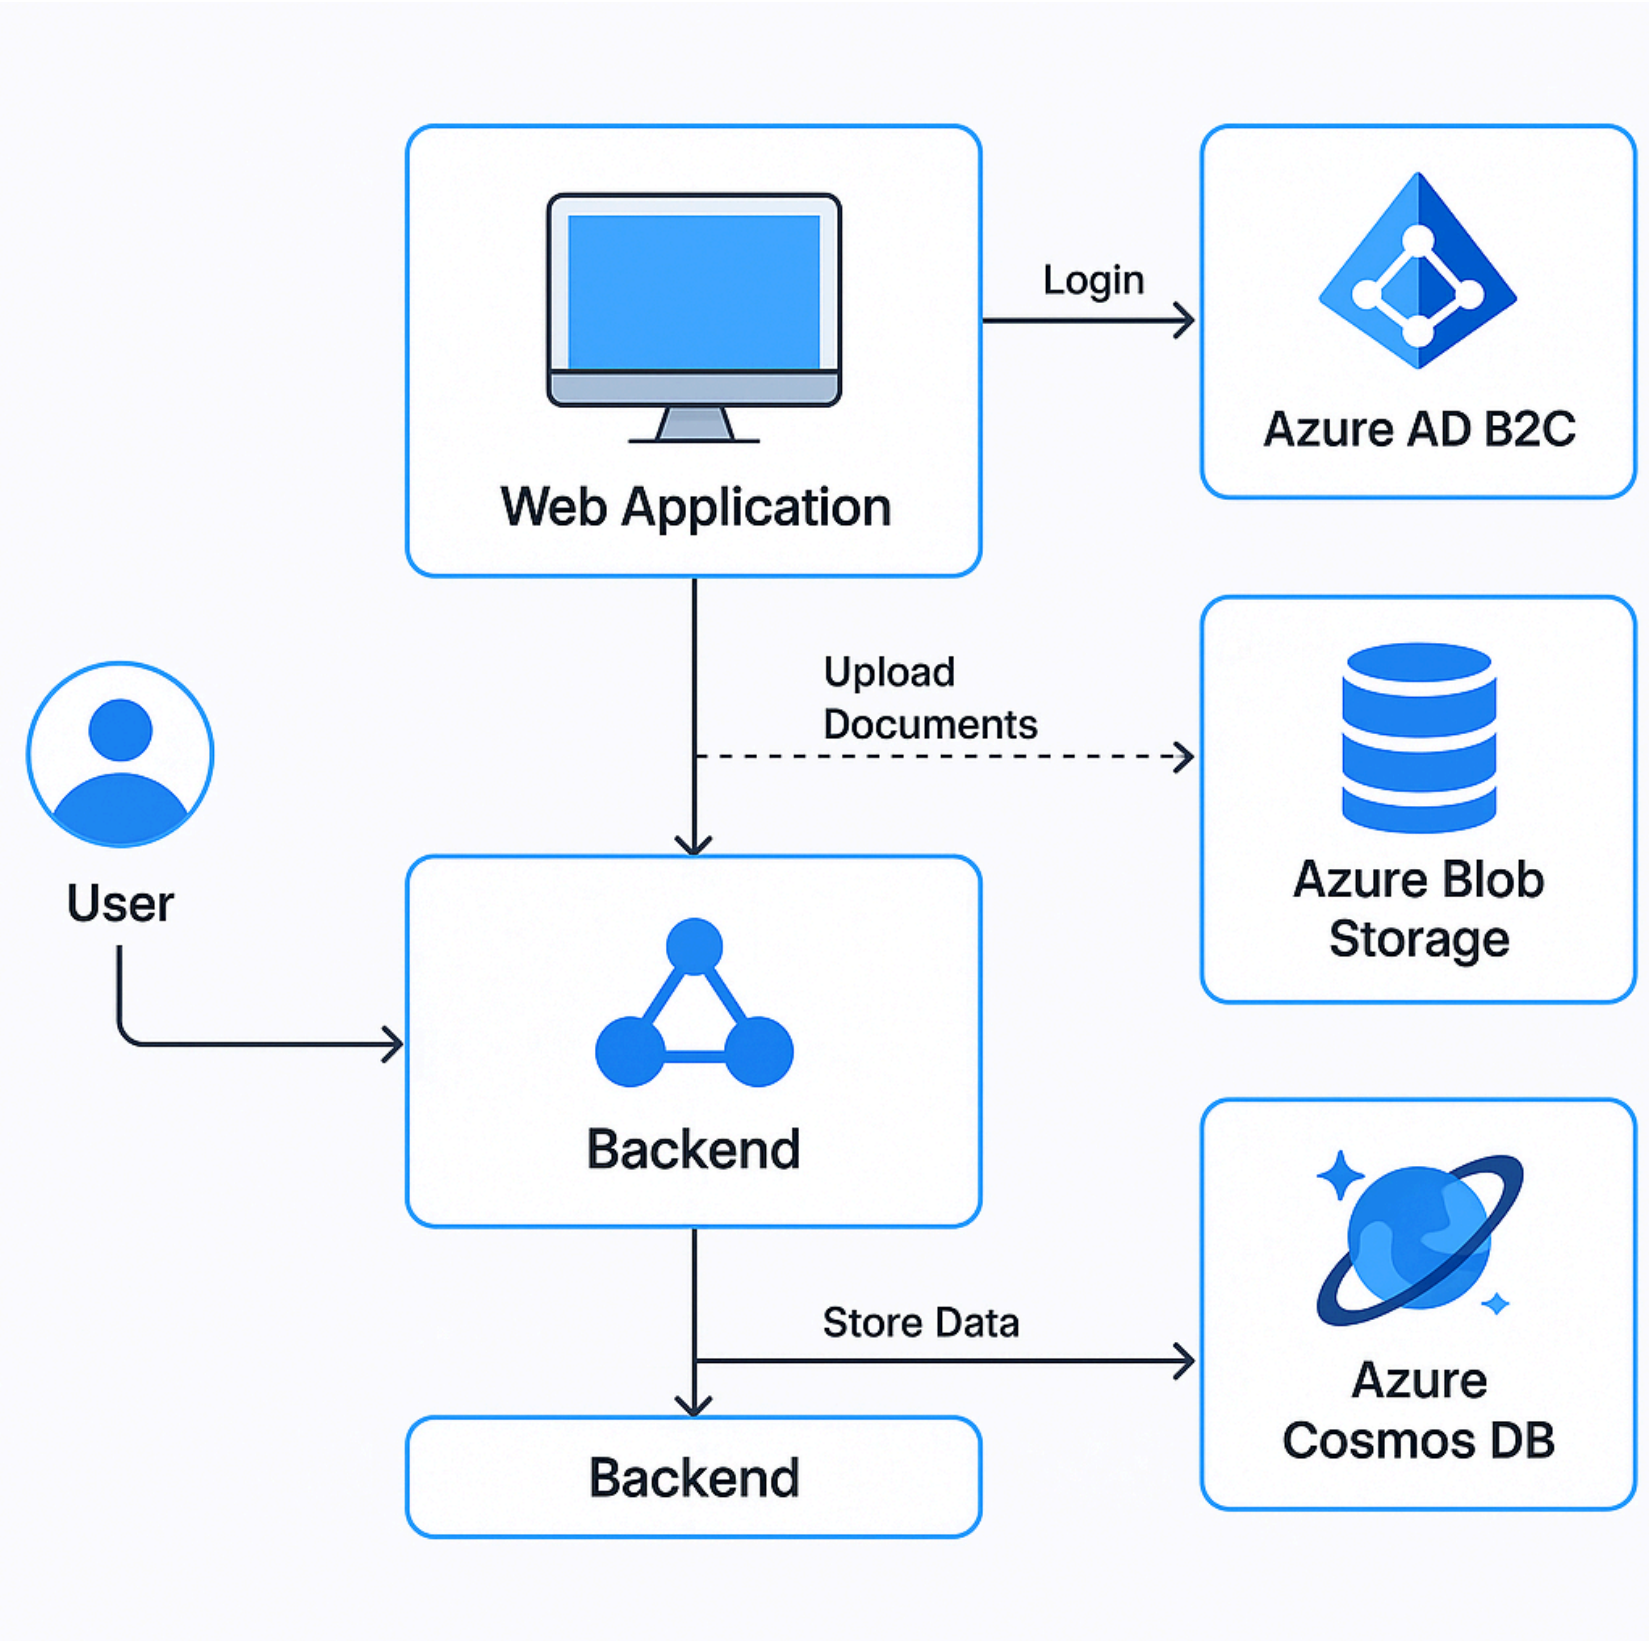 Web Application
Login
Azure AD B2C
Upload
Documents
Azure Blob
Storage
User
Backend
Store Data
Azure
Cosmos DB
Backend